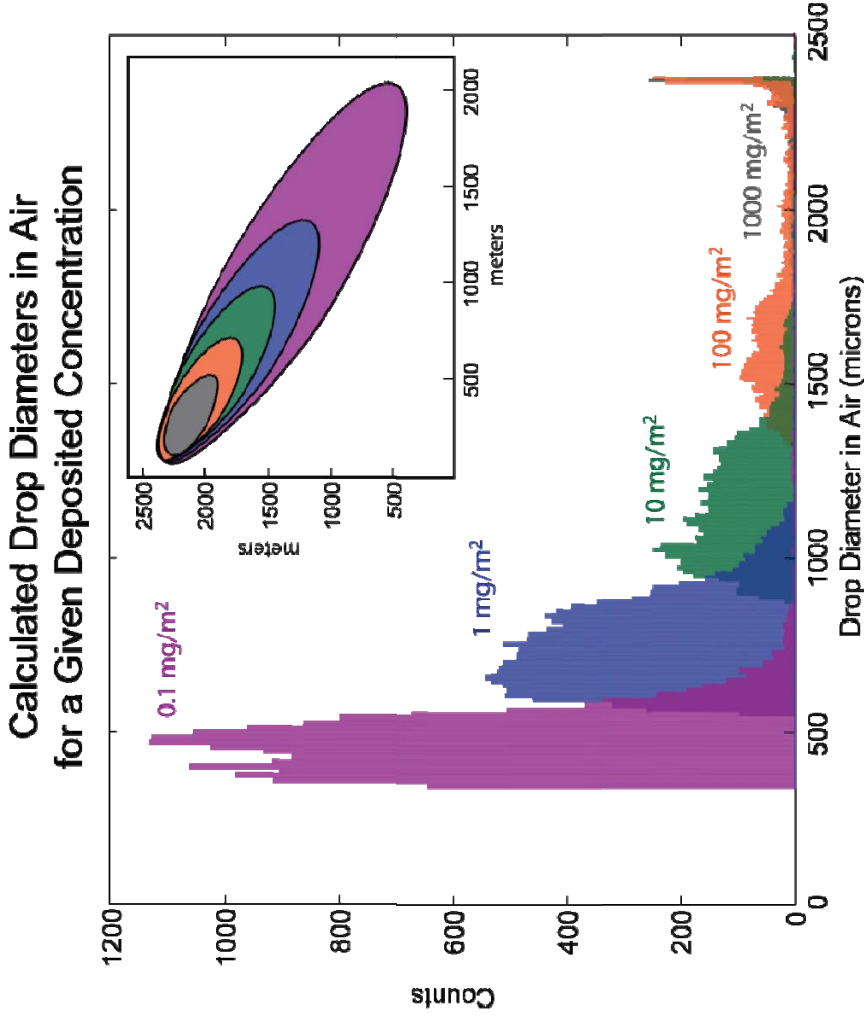 Calculated Drop Diameters in Air
for a Given Deposited Concentration
Counts
1200
1000
800
600
400
200
0
0.1 mg/m²
1 mg/m²
10 mg/m²
100 mg/m²
1000 mg/m²
0
500
1000
1500
2000
2500
Drop Diameter in Air (microns)
meters
2500
2000
1500
1000
500
500
1000
1500
2000
meters